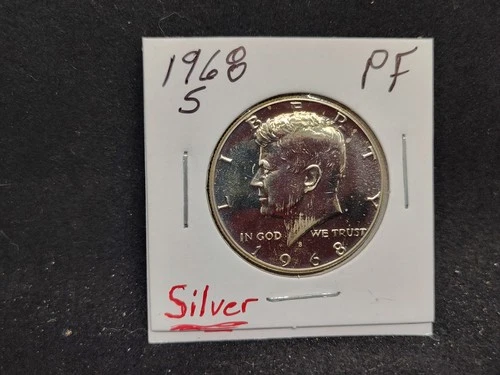 1968 PF
S
LIBERTY
IN GOD WE TRUST
S
1968
Silver